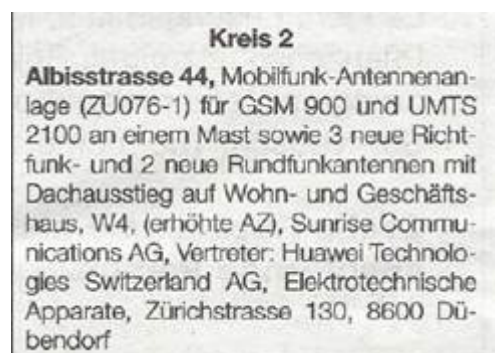 Kreis 2
Albisstrasse 44, Mobilfunk-Antennenan-
lage (ZU076-1) für GSM 900 und UMTS
2100 an einem Mast sowie 3 neue Richt-
funk- und 2 neue Rundfunkantennen mit
Dachausstieg auf Wohn- und Geschäfts-
haus, W4, (erhöhte AZ), Sunrise Commu-
nications AG, Vertreter: Huawei Technolo-
gies Switzerland AG, Elektrotechnische
Apparate, Zürichstrasse 130, 8600 Dü-
bendorf